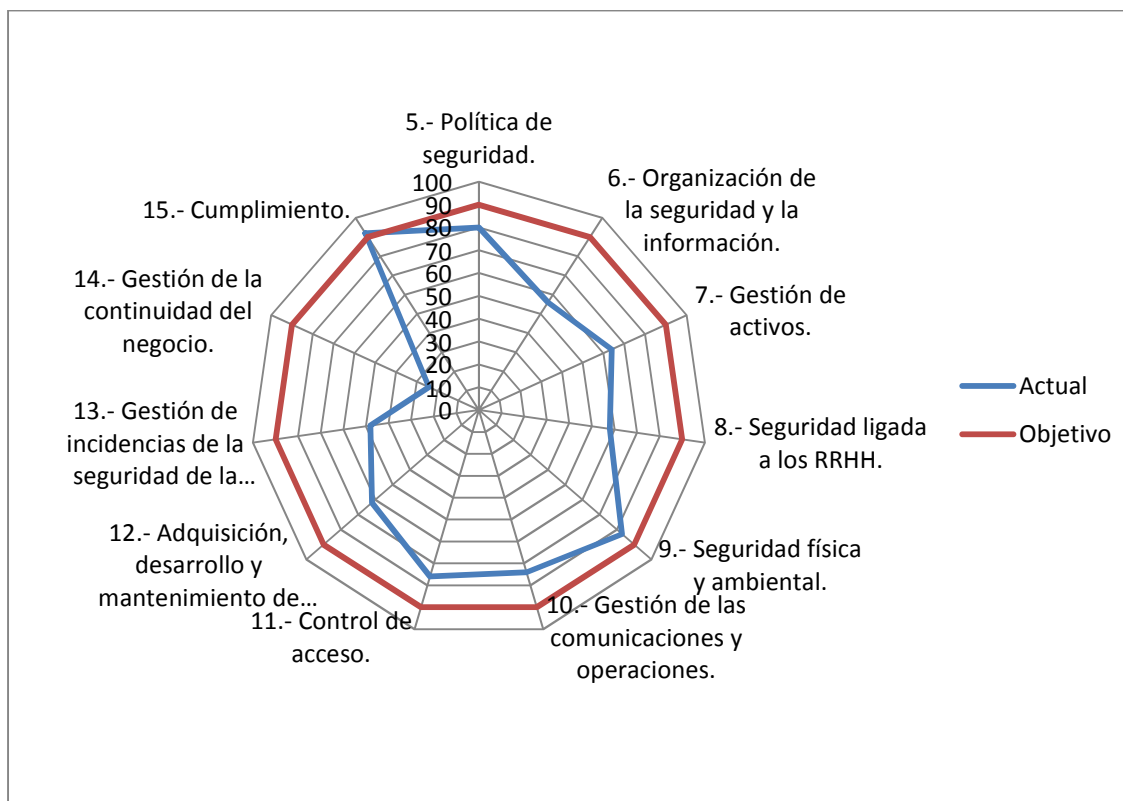 5.- Política de
seguridad.
6.- Organización de
la seguridad y la
información.
7.- Gestión de
activos.
8.- Seguridad ligada
a los RRHH.
9.- Seguridad física
y ambiental.
10.- Gestión de las
comunicaciones y
operaciones.
11.- Control de
acceso.
12.- Adquisición,
desarrollo y
mantenimiento de...
13.- Gestión de
incidencias de la
seguridad de la...
14.- Gestión de la
continuidad del
negocio.
15.- Cumplimiento.
100
90
80
70
60
50
40
30
20
10
0
Actual
Objetivo